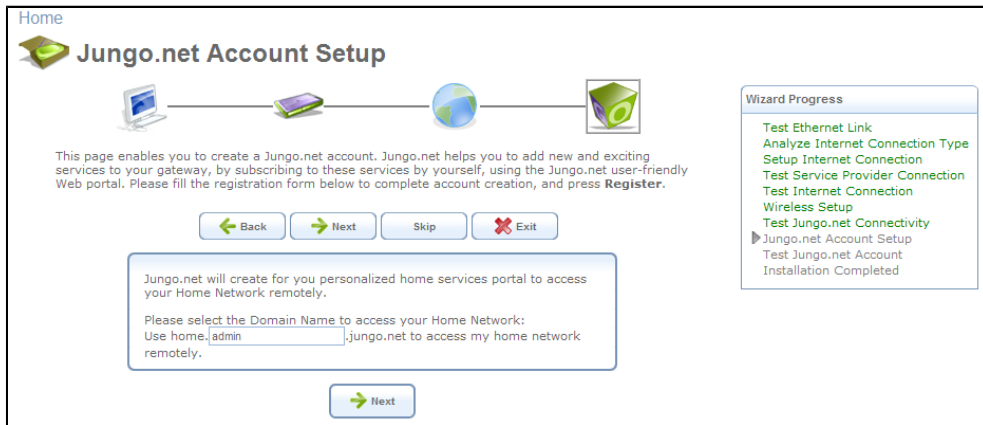 Home
Jungo.net Account Setup
This page enables you to create a Jungo.net account. Jungo.net helps you to add new and exciting
services to your gateway, by subscribing to these services by yourself, using the Jungo.net user-friendly
Web portal. Please fill the registration form below to complete account creation, and press Register.
Back Next Skip Exit
Jungo.net will create for you personalized home services portal to access
your Home Network remotely.
Please select the Domain Name to access your Home Network:
Use home. admin .jungo.net to access my home network
remotely.
Next
Wizard Progress
Test Ethernet Link
Analyze Internet Connection Type
Setup Internet Connection
Test Service Provider Connection
Test Internet Connection
Wireless Setup
Test Jungo.net Connectivity
Jungo.net Account Setup
Test Jungo.net Account
Installation Completed